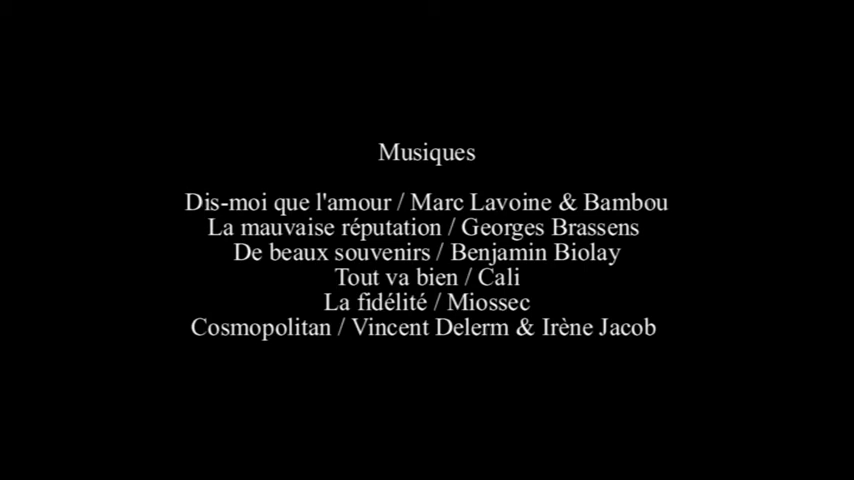 Musiques
Dis-moi que l'amour / Marc Lavoine & Bambou
La mauvaise réputation / Georges Brassens
De beaux souvenirs / Benjamin Biolay
Tout va bien / Cali
La fidélité / Miossec
Cosmopolitan / Vincent Delerm & Irène Jacob